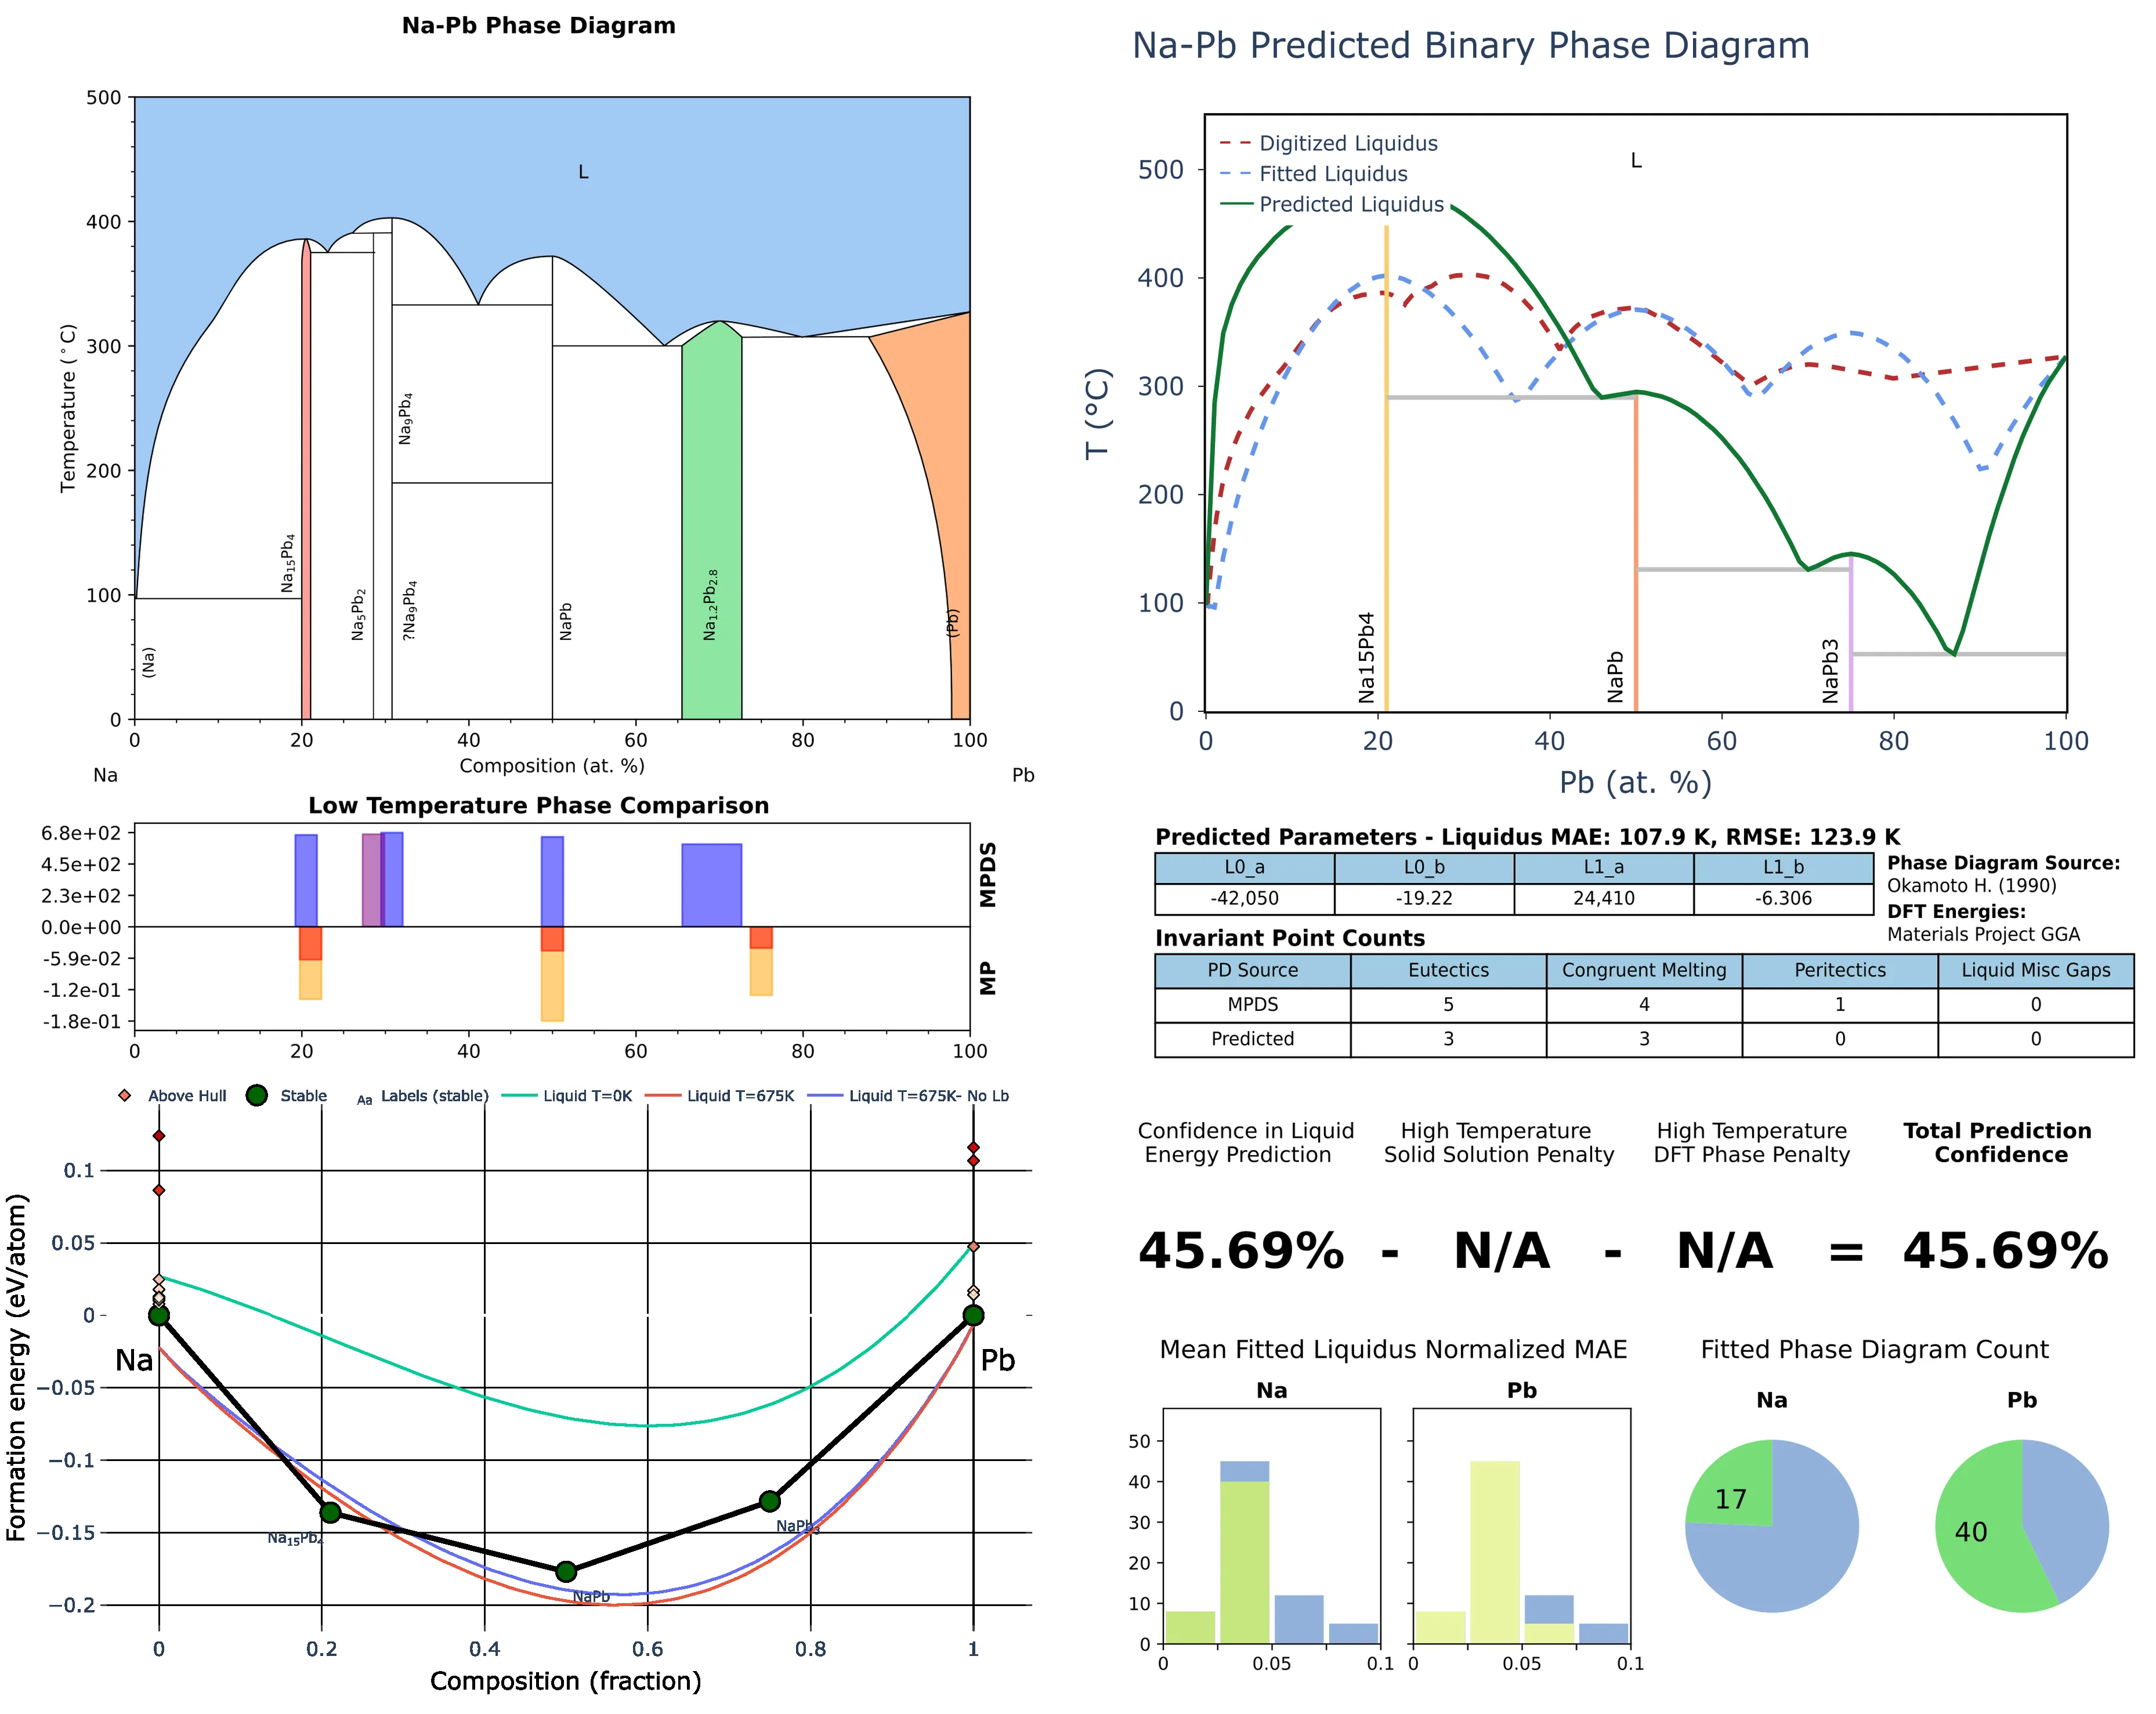 Na-Pb Phase Diagram
500
400
300
200
100
0
Temperature (°C)
L
(Na)
Na₁₅Pb₄
Na₅Pb₂
Na₉Pb₄
?Na₉Pb₄
NaPb
Na₁.₂Pb₂.₈
(Pb)
0 20 40 60 80 100
Composition (at. %)
Na Pb
Low Temperature Phase Comparison
6.8e+02
4.5e+02
2.3e+02
0.0e+00
-5.9e-02
-1.2e-01
-1.8e-01
MPDS
MP
0 20 40 60 80 100
Above Hull Stable Aa Labels (stable) Liquid T=0K Liquid T=675K Liquid T=675K- No Lb
0.1
0.05
0
−0.05
−0.1
−0.15
−0.2
Formation energy (eV/atom)
Na
Pb
Na₁₅Pb₄
NaPb
NaPb₃
0 0.2 0.4 0.6 0.8 1
Composition (fraction)
Na-Pb Predicted Binary Phase Diagram
Digitized Liquidus
Fitted Liquidus
Predicted Liquidus
L
500
400
300
200
100
0
T (°C)
Na15Pb4
NaPb
NaPb3
0 20 40 60 80 100
Pb (at. %)
Predicted Parameters - Liquidus MAE: 107.9 K, RMSE: 123.9 K
L0_a L0_b L1_a L1_b
-42,050 -19.22 24,410 -6.306
Phase Diagram Source:
Okamoto H. (1990)
DFT Energies:
Materials Project GGA
Invariant Point Counts
PD Source Eutectics Congruent Melting Peritectics Liquid Misc Gaps
MPDS 5 4 1 0
Predicted 3 3 0 0
Confidence in Liquid
Energy Prediction
High Temperature
Solid Solution Penalty
High Temperature
DFT Phase Penalty
Total Prediction
Confidence
45.69% - N/A - N/A = 45.69%
Mean Fitted Liquidus Normalized MAE
Na Pb
50
40
30
20
10
0
0 0.05 0.1 0 0.05 0.1
Fitted Phase Diagram Count
Na Pb
17
40